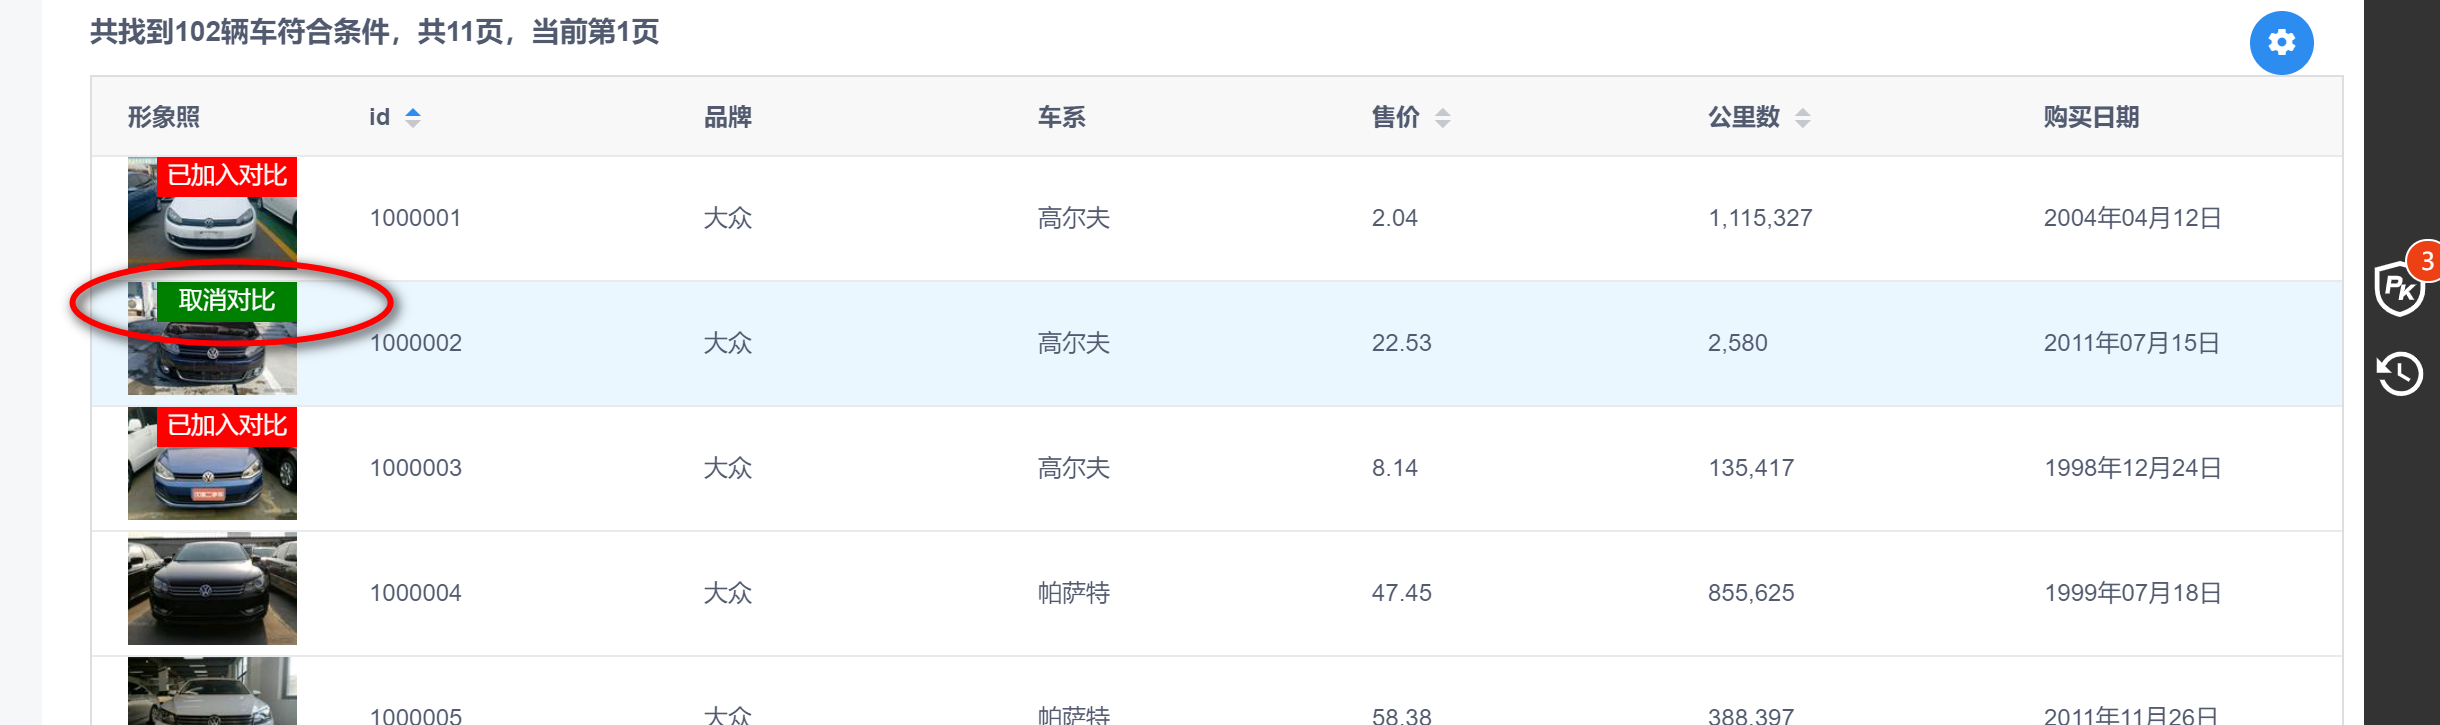 共找到102辆车符合条件，共11页，当前第1页
形象照 id 品牌 车系 售价 公里数 购买日期
已加入对比
1000001 大众 高尔夫 2.04 1,115,327 2004年04月12日
取消对比
1000002 大众 高尔夫 22.53 2,580 2011年07月15日
已加入对比
1000003 大众 高尔夫 8.14 135,417 1998年12月24日
1000004 大众 帕萨特 47.45 855,625 1999年07月18日
1000005 大众 帕萨特 58.38 388,397 2011年11月26日
3
PK